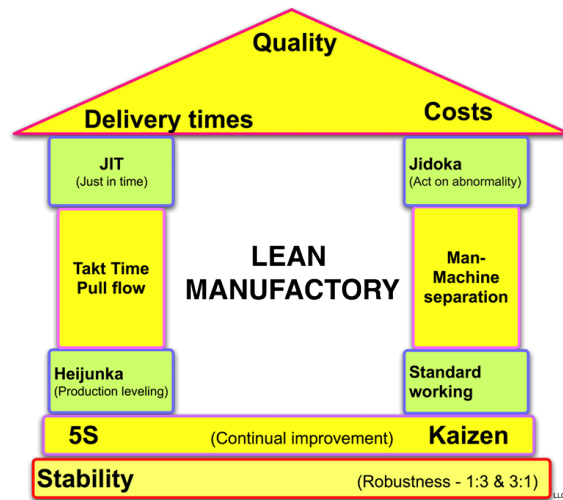 Quality
Delivery times
Costs
JIT
(Just in time)
Jidoka
(Act on abnormality)
LEAN
MANUFACTORY
Takt Time
Pull flow
Man-
Machine
separation
Heijunka
(Production leveling)
Standard
working
5S (Continual improvement) Kaizen
Stability (Robustness - 1:3 & 3:1)